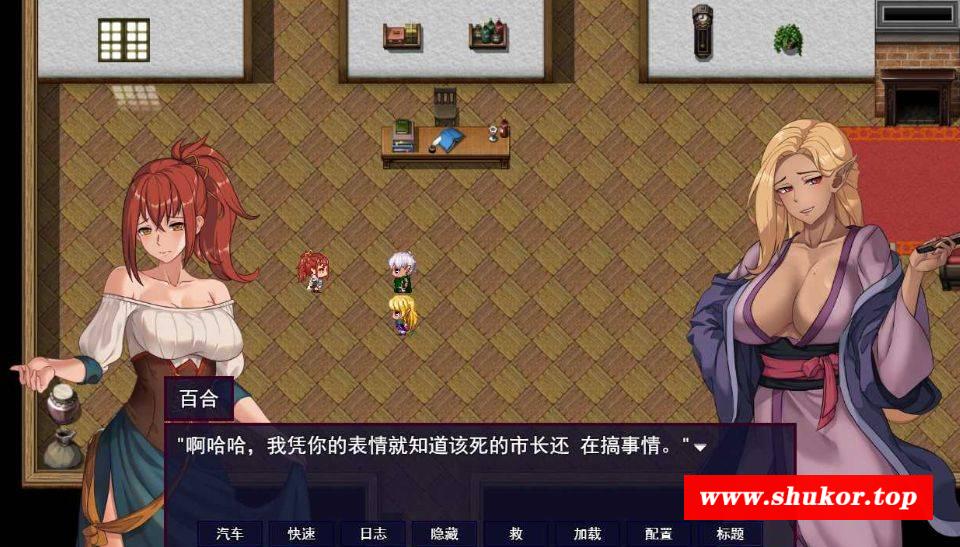 百合
"啊哈哈，我凭你的表情就知道该死的市长还 在搞事情。"
www.shukor.top
汽车 快速 日志 隐藏 救 加载 配置 标题